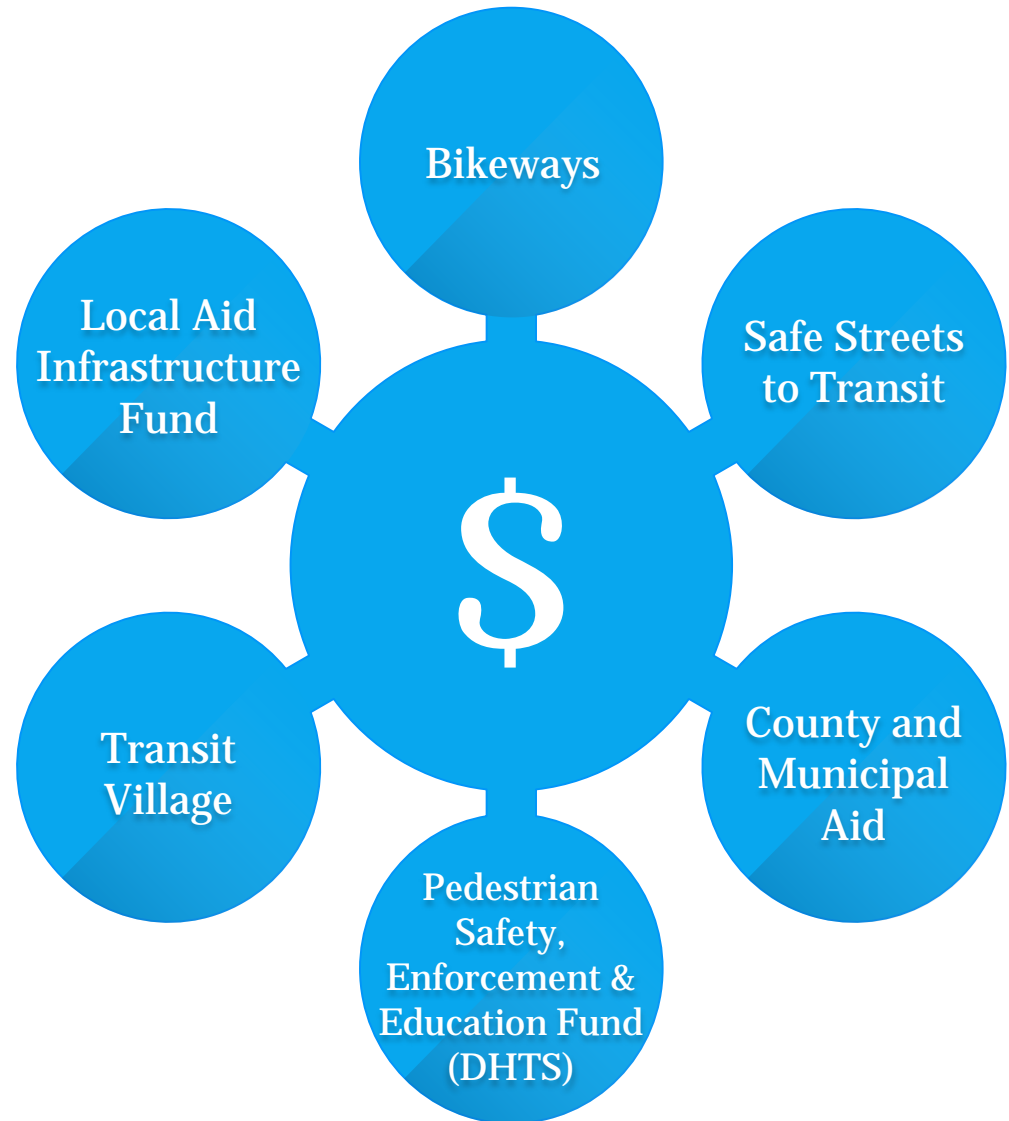 Bikeways
Safe Streets
to Transit
County and
Municipal
Aid
Pedestrian
Safety,
Enforcement &
Education Fund
(DHTS)
Transit
Village
Local Aid
Infrastructure
Fund
$